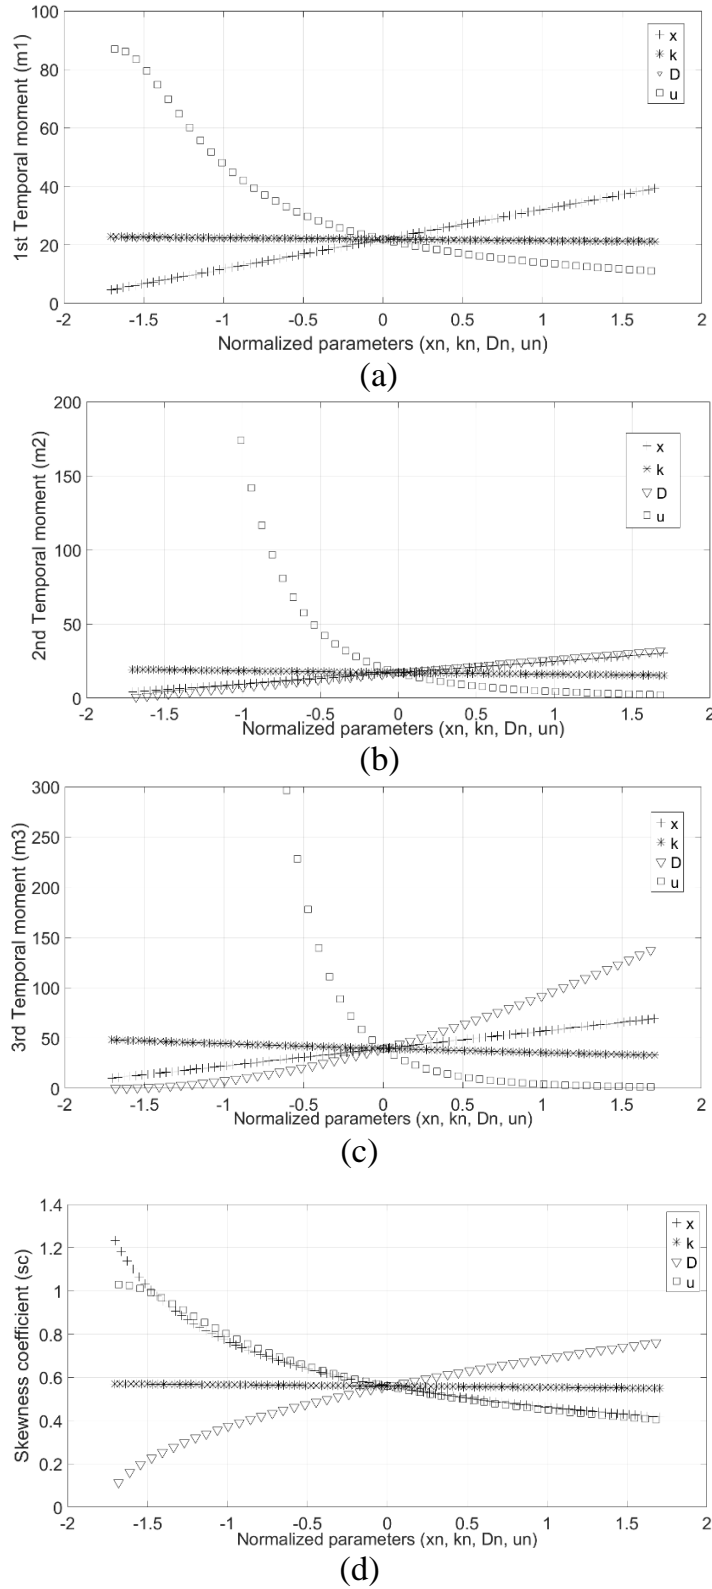 100
80
60
40
20
0
1st Temporal moment (m1)
x
k
D
u
-2 -1.5 -1 -0.5 0 0.5 1 1.5 2
Normalized parameters (xn, kn, Dn, un)
(a)
200
150
100
50
0
2nd Temporal moment (m2)
x
k
D
u
-2 -1.5 -1 -0.5 0 0.5 1 1.5 2
Normalized parameters (xn, kn, Dn, un)
(b)
300
250
200
150
100
50
0
3rd Temporal moment (m3)
x
k
D
u
-2 -1.5 -1 -0.5 0 0.5 1 1.5 2
Normalized parameters (xn, kn, Dn, un)
(c)
1.4
1.2
1
0.8
0.6
0.4
0.2
0
Skewness coefficient (sc)
x
k
D
u
-2 -1.5 -1 -0.5 0 0.5 1 1.5 2
Normalized parameters (xn, kn, Dn, un)
(d)